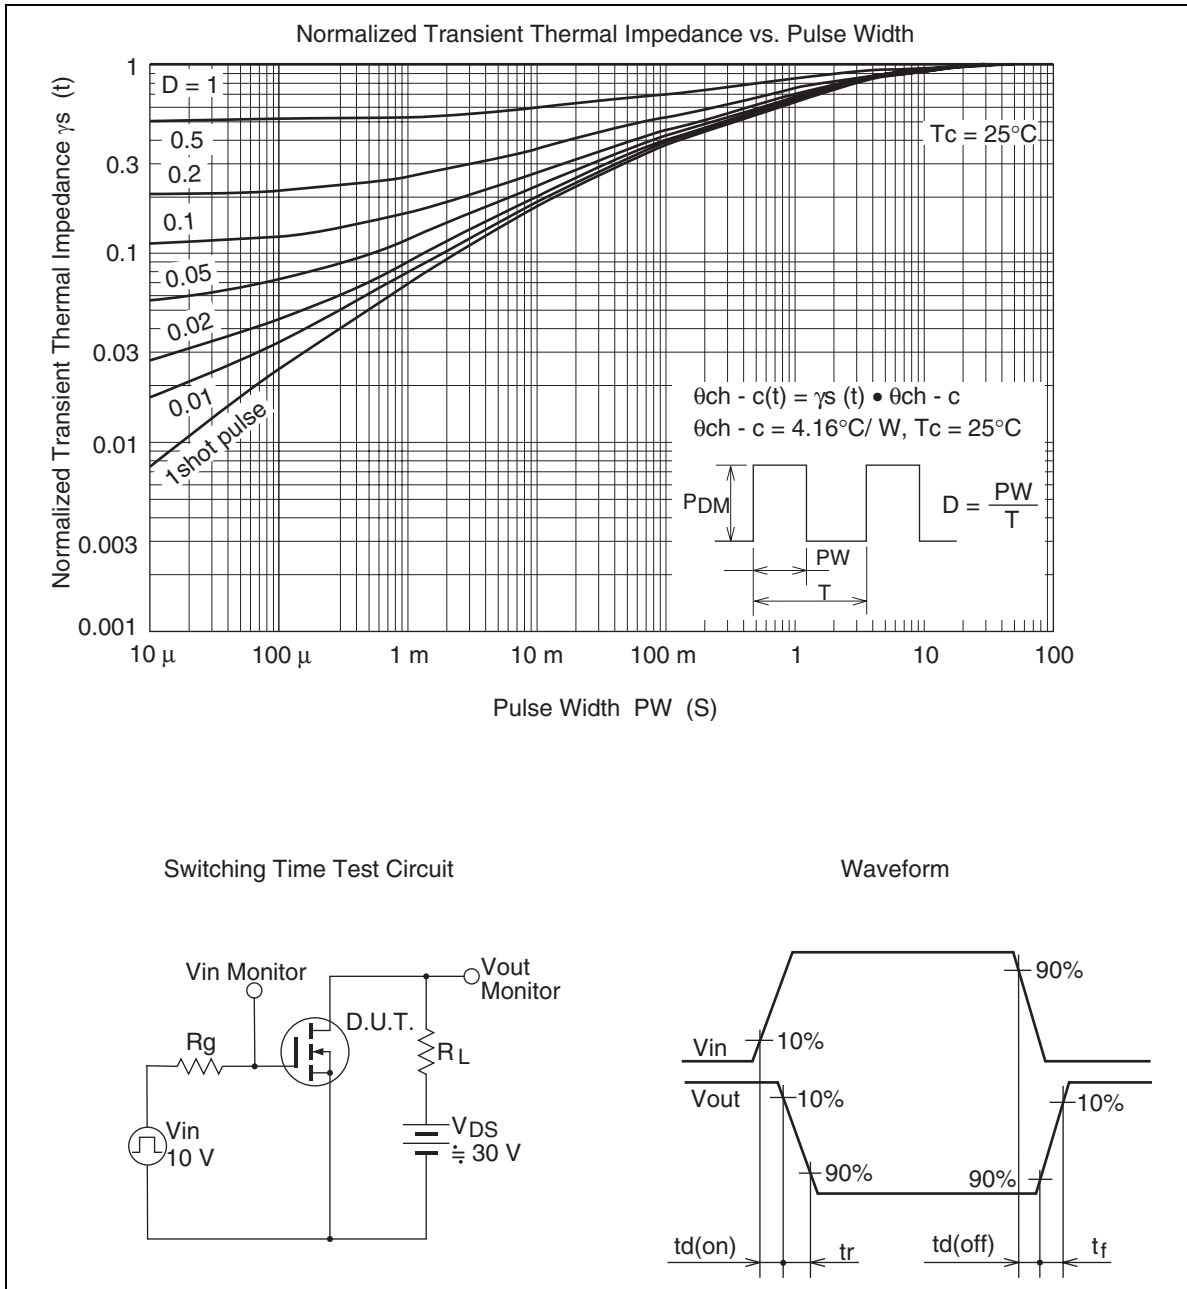 Normalized Transient Thermal Impedance vs. Pulse Width
Normalized Transient Thermal Impedance γs (t)
1
0.3
0.1
0.03
0.01
0.003
0.001
D = 1
0.5
0.2
0.1
0.05
0.02
0.01
1shot pulse
Tc = 25°C
θch - c(t) = γs (t) • θch - c
θch - c = 4.16°C/ W, Tc = 25°C
PDM
D = PW
T
PW
T
10 μ
100 μ
1 m
10 m
100 m
1
10
100
Pulse Width PW (S)
Switching Time Test Circuit
Vin Monitor
Vout
Monitor
D.U.T.
Rg
RL
Vin
10 V
VDS
≒ 30 V
Waveform
90%
10%
Vin
Vout
10%
10%
90%
90%
td(on)
tr
td(off)
tf